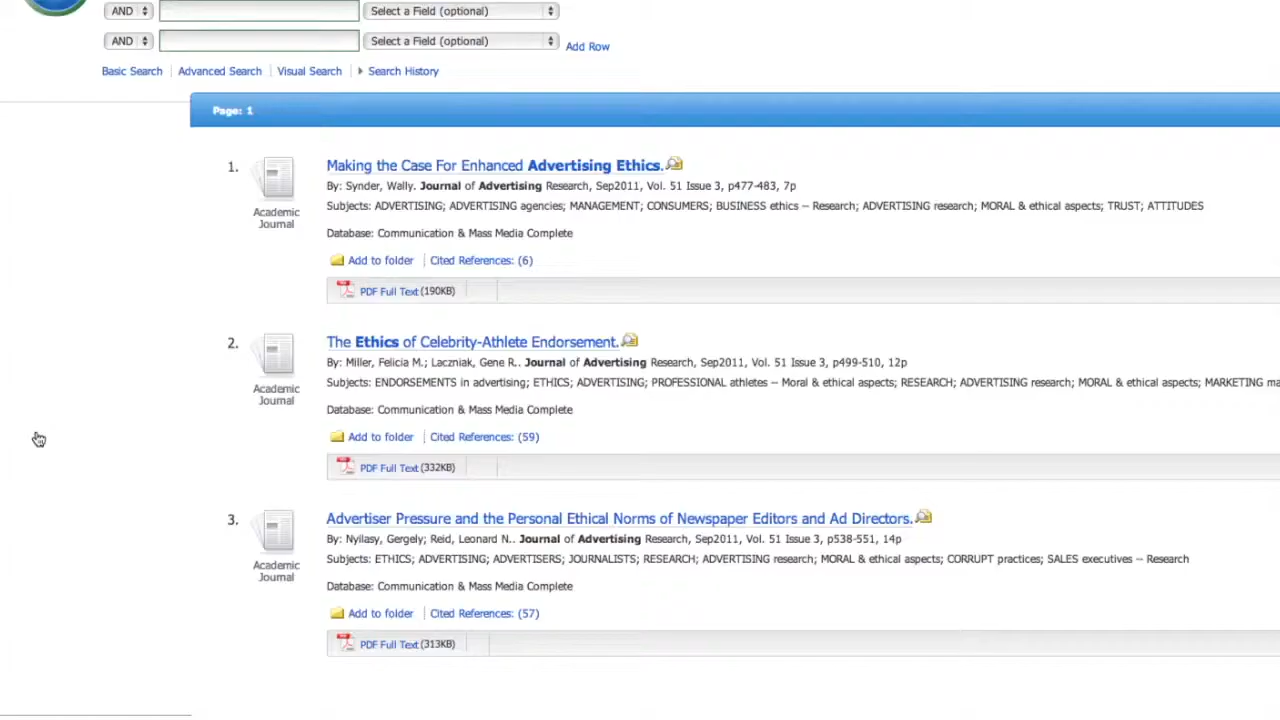 AND Select a Field (optional)
AND Select a Field (optional) Add Row
Basic Search Advanced Search Visual Search Search History
Page: 1
1. Making the Case For Enhanced Advertising Ethics.
By: Synder, Wally. Journal of Advertising Research, Sep2011, Vol. 51 Issue 3, p477-483, 7p
Subjects: ADVERTISING; ADVERTISING agencies; MANAGEMENT; CONSUMERS; BUSINESS ethics -- Research; ADVERTISING research; MORAL & ethical aspects; TRUST; ATTITUDES
Academic
Journal
Database: Communication & Mass Media Complete
Add to folder Cited References: (6)
PDF Full Text (190KB)
2. The Ethics of Celebrity-Athlete Endorsement.
By: Miller, Felicia M.; Laczniak, Gene R.. Journal of Advertising Research, Sep2011, Vol. 51 Issue 3, p499-510, 12p
Subjects: ENDORSEMENTS in advertising; ETHICS; ADVERTISING; PROFESSIONAL athletes -- Moral & ethical aspects; RESEARCH; ADVERTISING research; MORAL & ethical aspects; MARKETING ma
Academic
Journal
Database: Communication & Mass Media Complete
Add to folder Cited References: (59)
PDF Full Text (332KB)
3. Advertiser Pressure and the Personal Ethical Norms of Newspaper Editors and Ad Directors.
By: Nyilasy, Gergely; Reid, Leonard N.. Journal of Advertising Research, Sep2011, Vol. 51 Issue 3, p538-551, 14p
Subjects: ETHICS; ADVERTISING; ADVERTISERS; JOURNALISTS; RESEARCH; ADVERTISING research; MORAL & ethical aspects; CORRUPT practices; SALES executives -- Research
Academic
Journal
Database: Communication & Mass Media Complete
Add to folder Cited References: (57)
PDF Full Text (313KB)